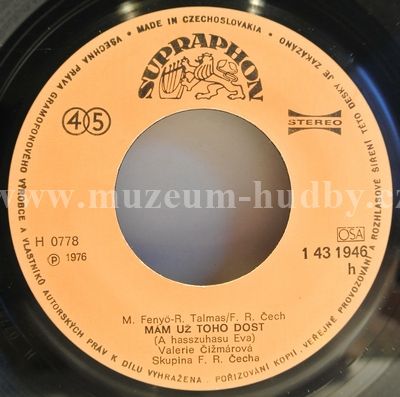 VŠECHNA PRÁVA GRAMOFONOVÉHO VÝROBCE A VLASTNÍKŮ AUTORSKÝCH PRÁV K DÍLU VYHRAŽENA. POŘIZOVÁNÍ KOPIÍ, VEŘEJNÉ PROVOZOVÁNÍ A ROZHLASOVÉ ŠÍŘENÍ TÉTO DESKY JE ZAKÁZÁNO • MADE IN CZECHOSLOVAKIA •
SUPRAPHON
45
STEREO
www.muzeum-hudby.cz
H 0778
℗ 1976
OSA
1 43 1946
h
M. Fenyö-R. Talmas/F. R. Čech
MÁM UŽ TOHO DOST
(A hasszuhasu Eva)
Valerie Čižmárová
Skupina F. R. Čecha